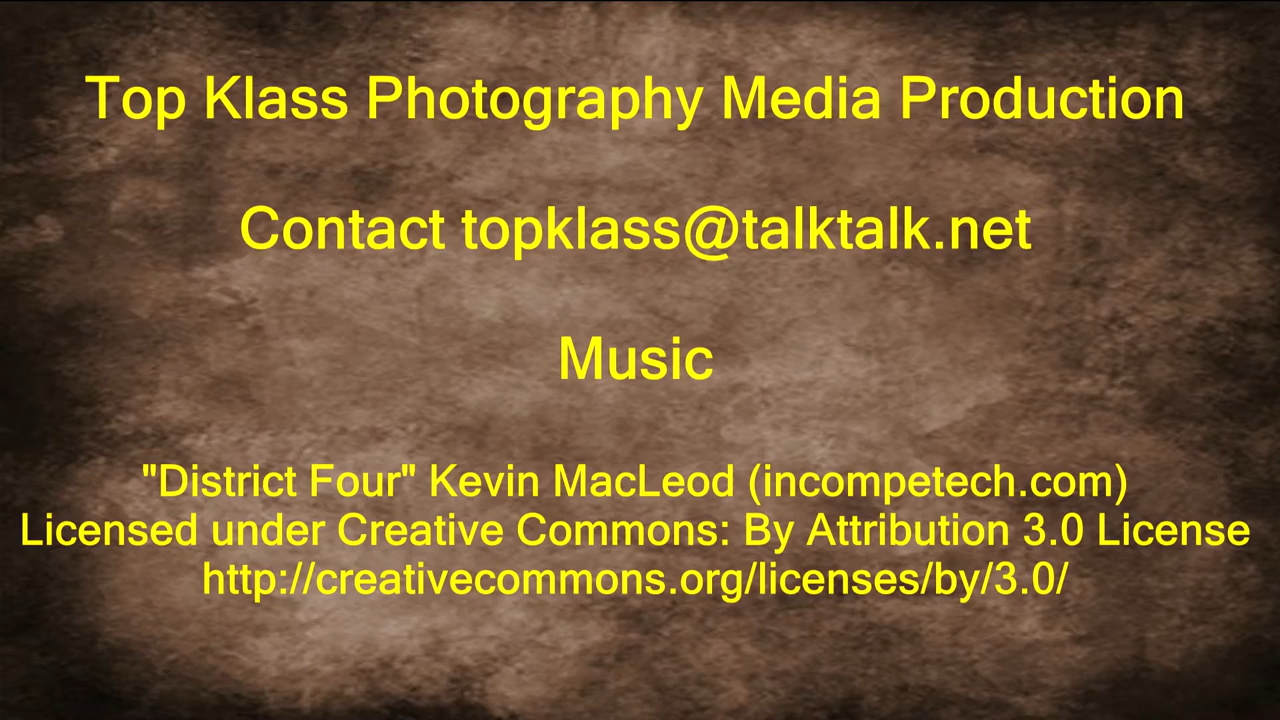 Top Klass Photography Media Production
Contact topklass@talktalk.net
Music
"District Four" Kevin MacLeod (incompetech.com)
Licensed under Creative Commons: By Attribution 3.0 License
http://creativecommons.org/licenses/by/3.0/